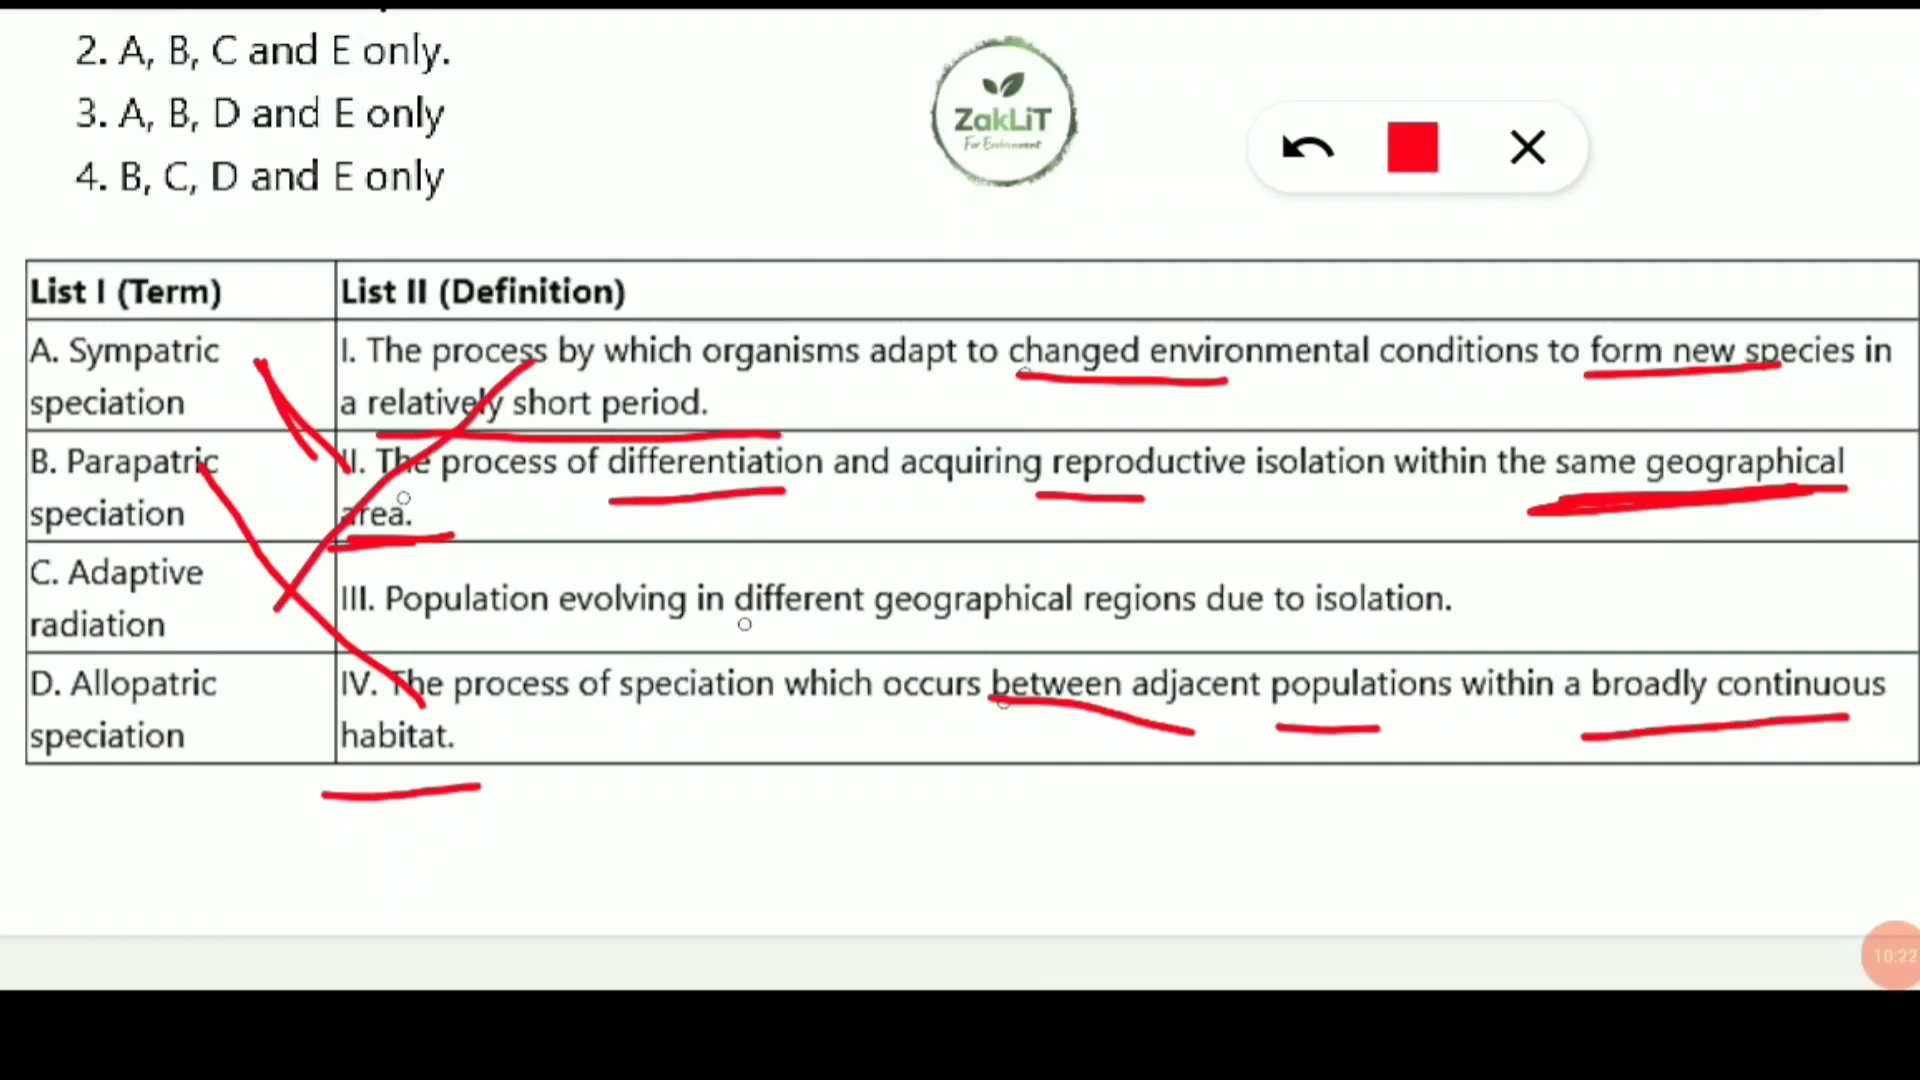 2. A, B, C and E only.
3. A, B, D and E only
4. B, C, D and E only
ZakLiT
For Environment
List I (Term)
List II (Definition)
A. Sympatric
speciation
I. The process by which organisms adapt to changed environmental conditions to form new species in
a relatively short period.
B. Parapatric
speciation
II. The process of differentiation and acquiring reproductive isolation within the same geographical
area.
C. Adaptive
radiation
III. Population evolving in different geographical regions due to isolation.
D. Allopatric
speciation
IV. The process of speciation which occurs between adjacent populations within a broadly continuous
habitat.
10:22